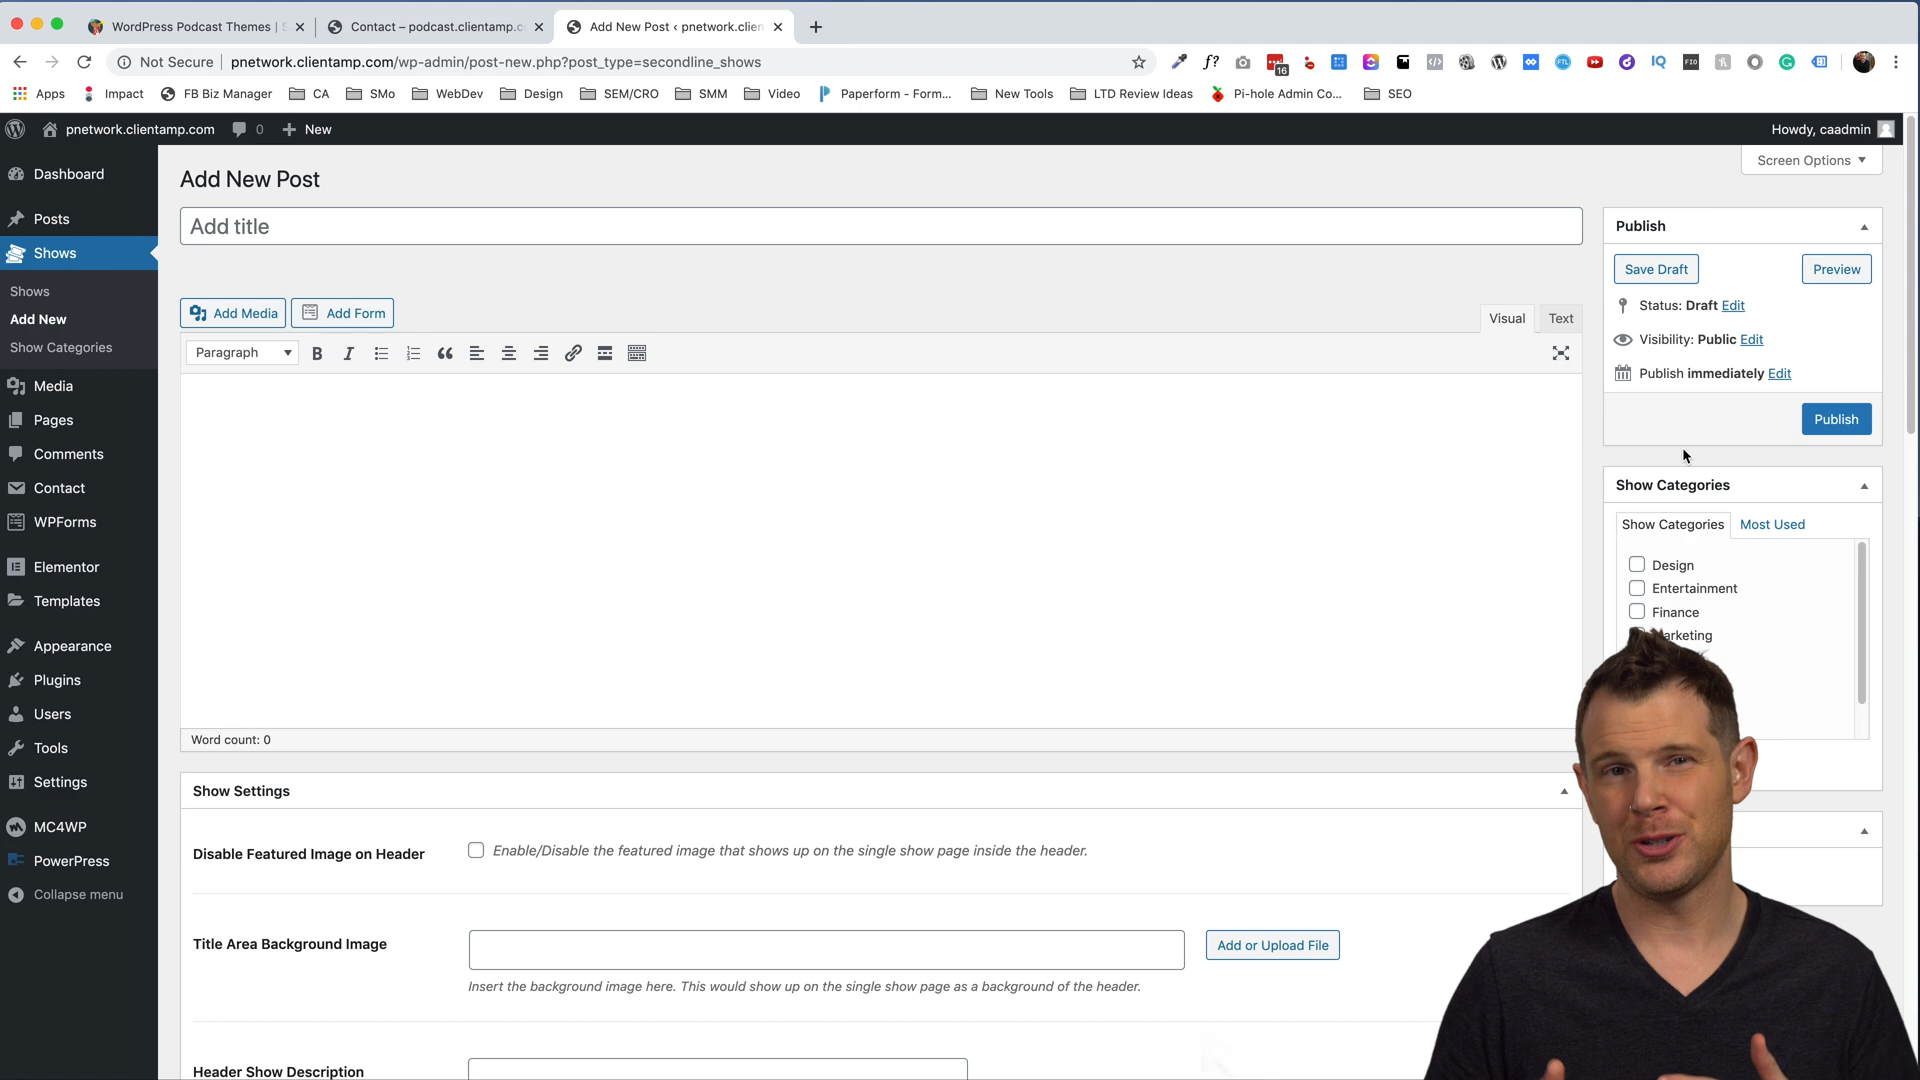 WordPress Podcast Themes | S
Contact – podcast.clientamp.c
Add New Post ‹ pnetwork.clien
Not Secure
pnetwork.clientamp.com/wp-admin/post-new.php?post_type=secondline_shows
f?
16
FTL
IQ
FIO
Apps
Impact
FB Biz Manager
CA
SMo
WebDev
Design
SEM/CRO
SMM
Video
Paperform - Form...
New Tools
LTD Review Ideas
Pi-hole Admin Co...
SEO
pnetwork.clientamp.com
0
New
Howdy, caadmin
Screen Options
Dashboard
Posts
Shows
Shows
Add New
Show Categories
Media
Pages
Comments
Contact
WPForms
Elementor
Templates
Appearance
Plugins
Users
Tools
Settings
MC4WP
PowerPress
Collapse menu
Add New Post
Add title
Add Media
Add Form
Visual
Text
Paragraph
Word count: 0
Show Settings
Disable Featured Image on Header
Enable/Disable the featured image that shows up on the single show page inside the header.
Title Area Background Image
Add or Upload File
Insert the background image here. This would show up on the single show page as a background of the header.
Header Show Description
Publish
Save Draft
Preview
Status: Draft Edit
Visibility: Public Edit
Publish immediately Edit
Publish
Show Categories
Show Categories
Most Used
Design
Entertainment
Finance
arketing